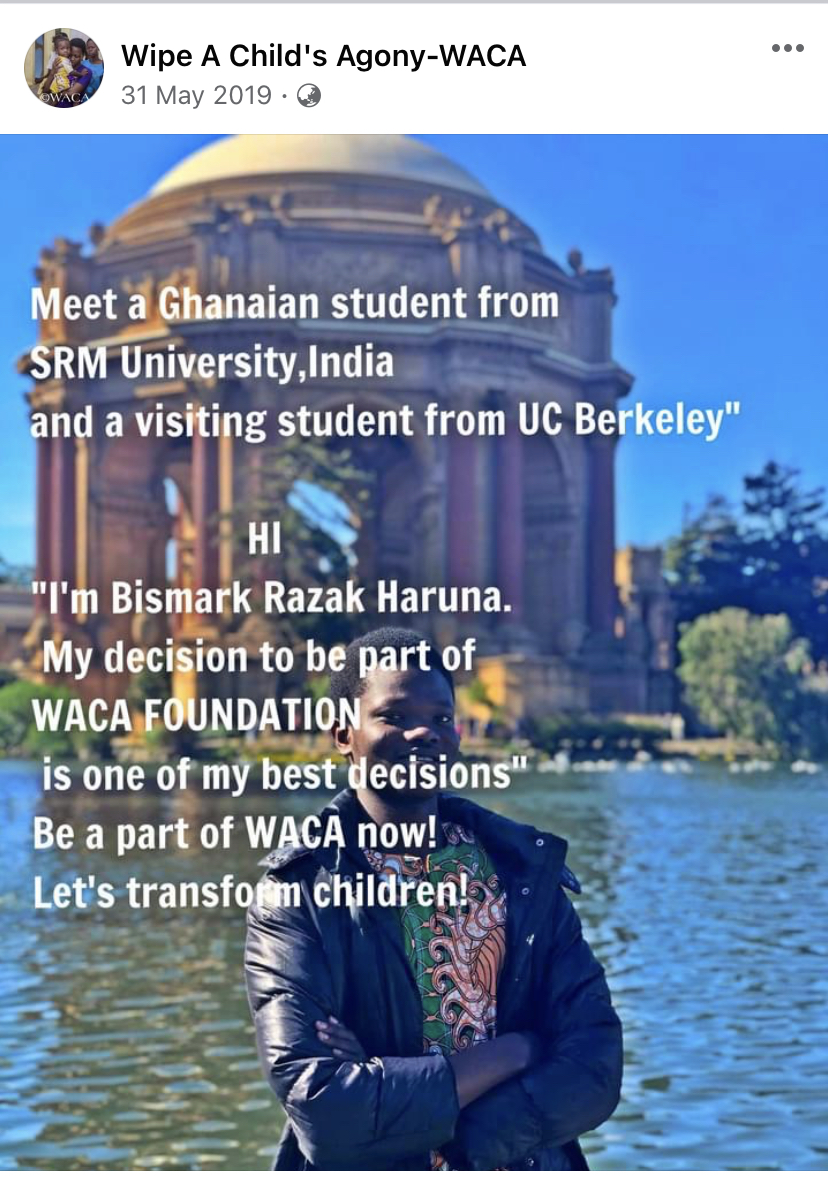 Wipe A Child's Agony-WACA
31 May 2019
©WACA
Meet a Ghanaian student from
SRM University,India
and a visiting student from UC Berkeley"
HI
"I'm Bismark Razak Haruna.
My decision to be part of
WACA FOUNDATION
is one of my best decisions"
Be a part of WACA now!
Let's transform children!